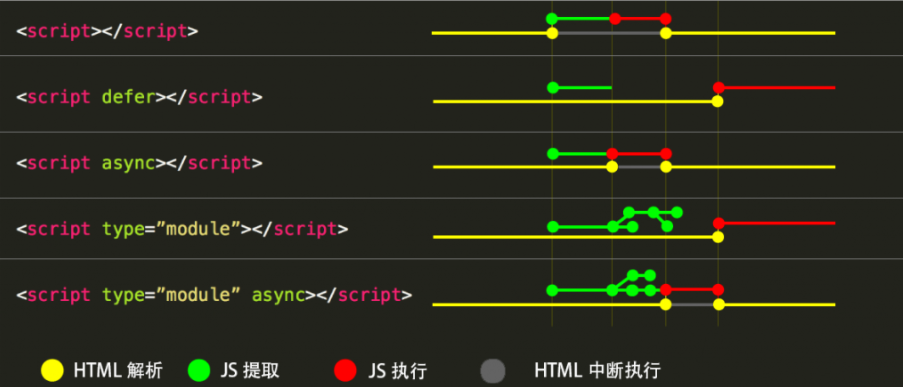 <script></script>
<script defer></script>
<script async></script>
<script type=”module”></script>
<script type=”module” async></script>
HTML 解析 JS 提取 JS 执行 HTML 中断执行